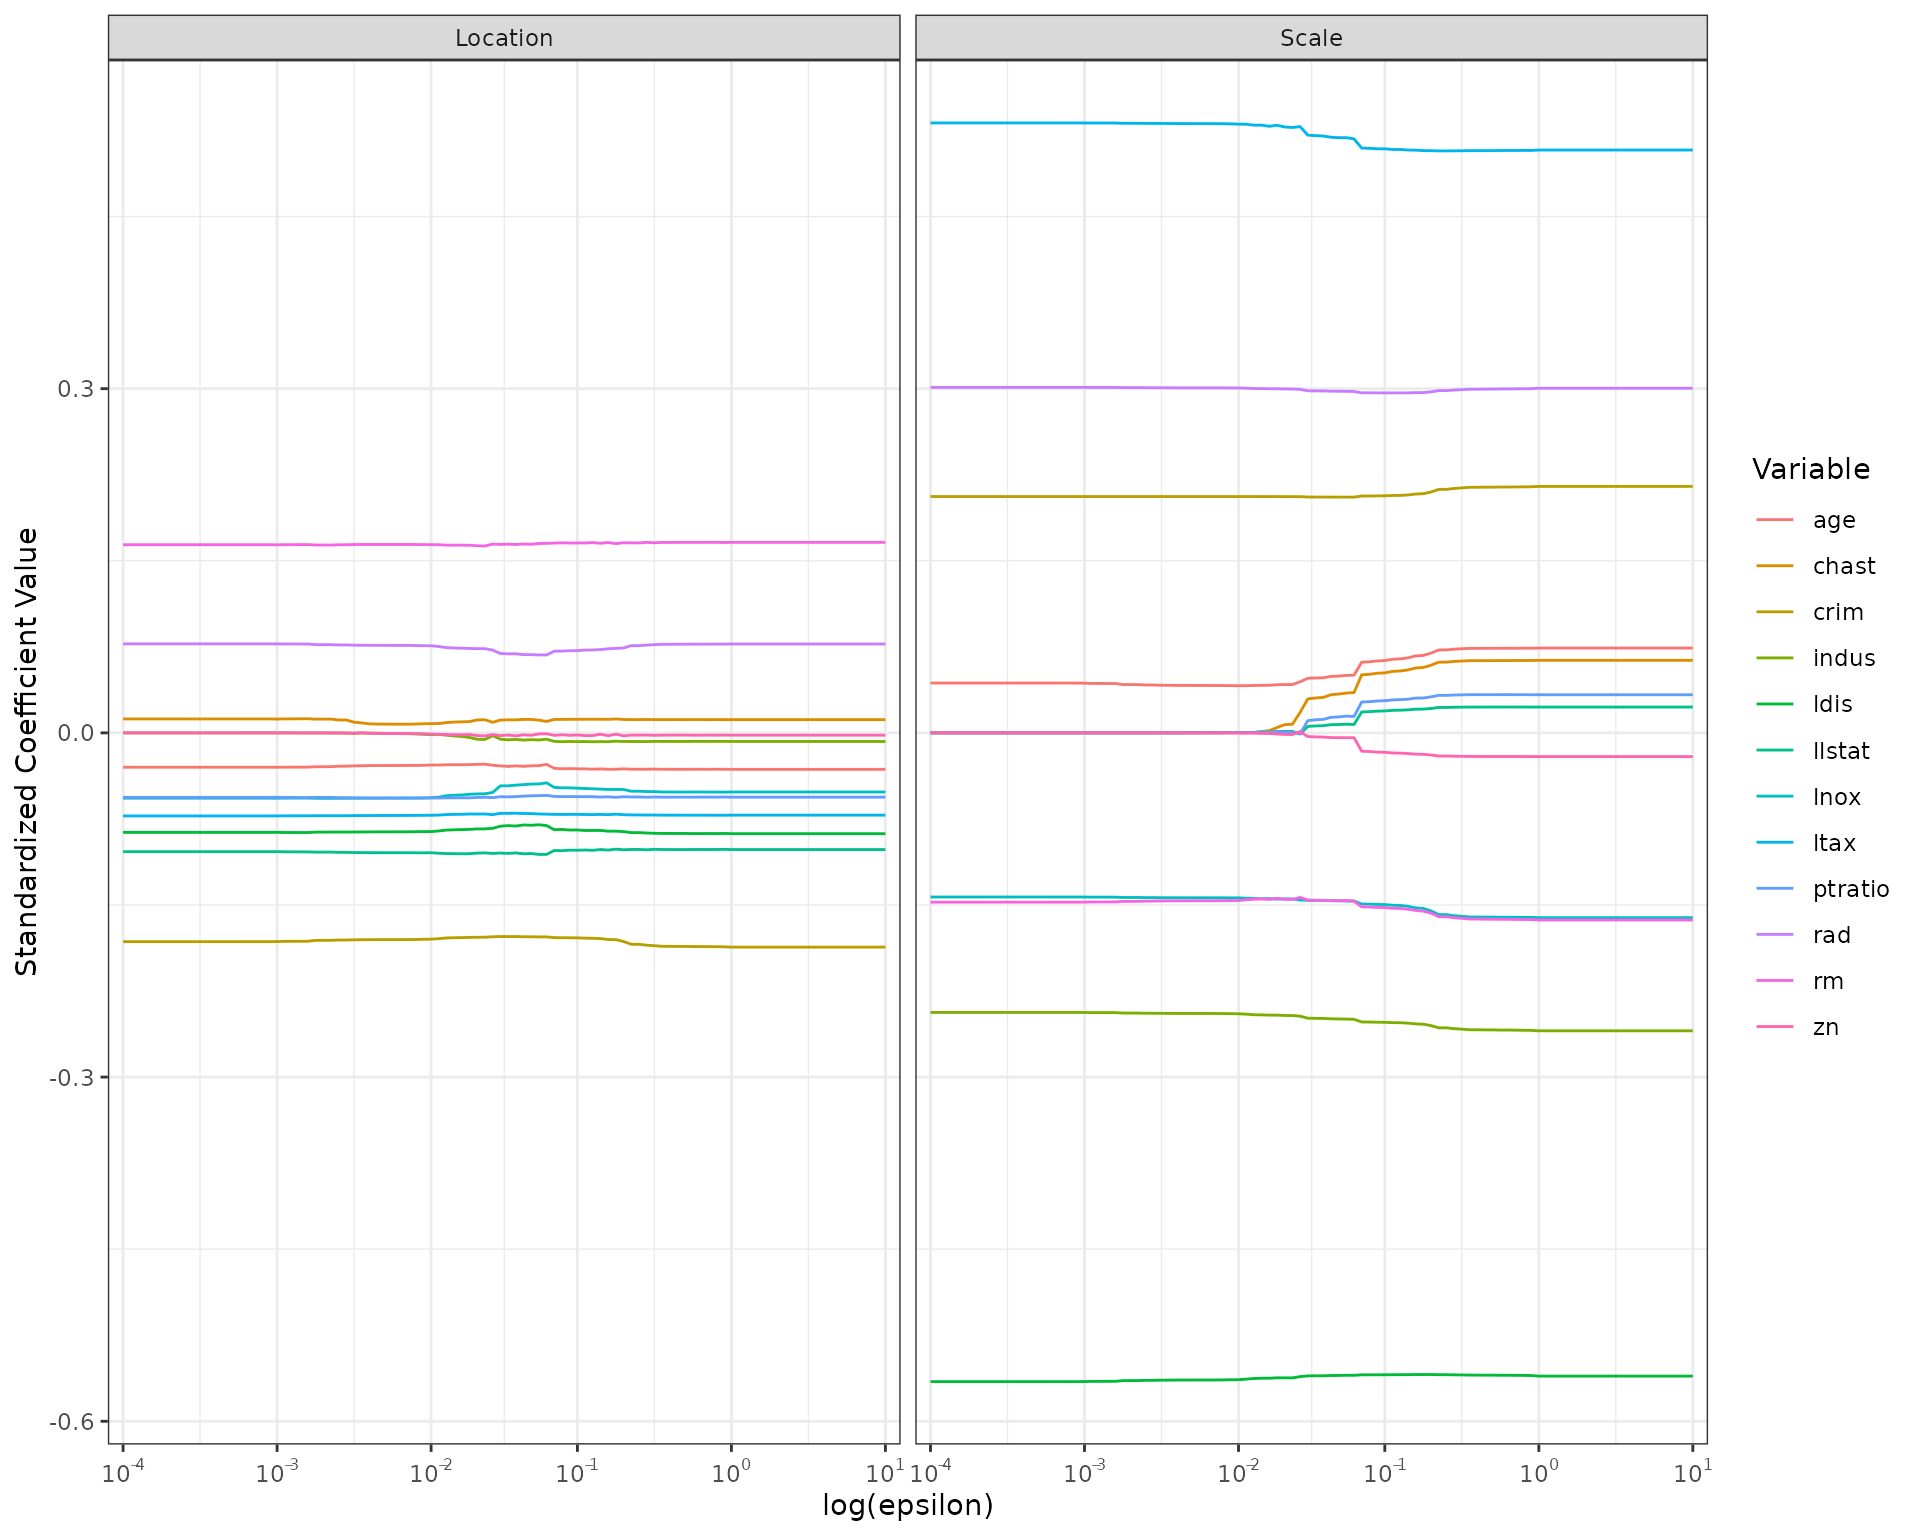 Location
Scale
Standardized Coefficient Value
0.3
0.0
-0.3
-0.6
10⁻⁴ 10⁻³ 10⁻² 10⁻¹ 10⁰ 10¹
10⁻⁴ 10⁻³ 10⁻² 10⁻¹ 10⁰ 10¹
log(epsilon)
Variable
age
chast
crim
indus
ldis
llstat
lnox
ltax
ptratio
rad
rm
zn